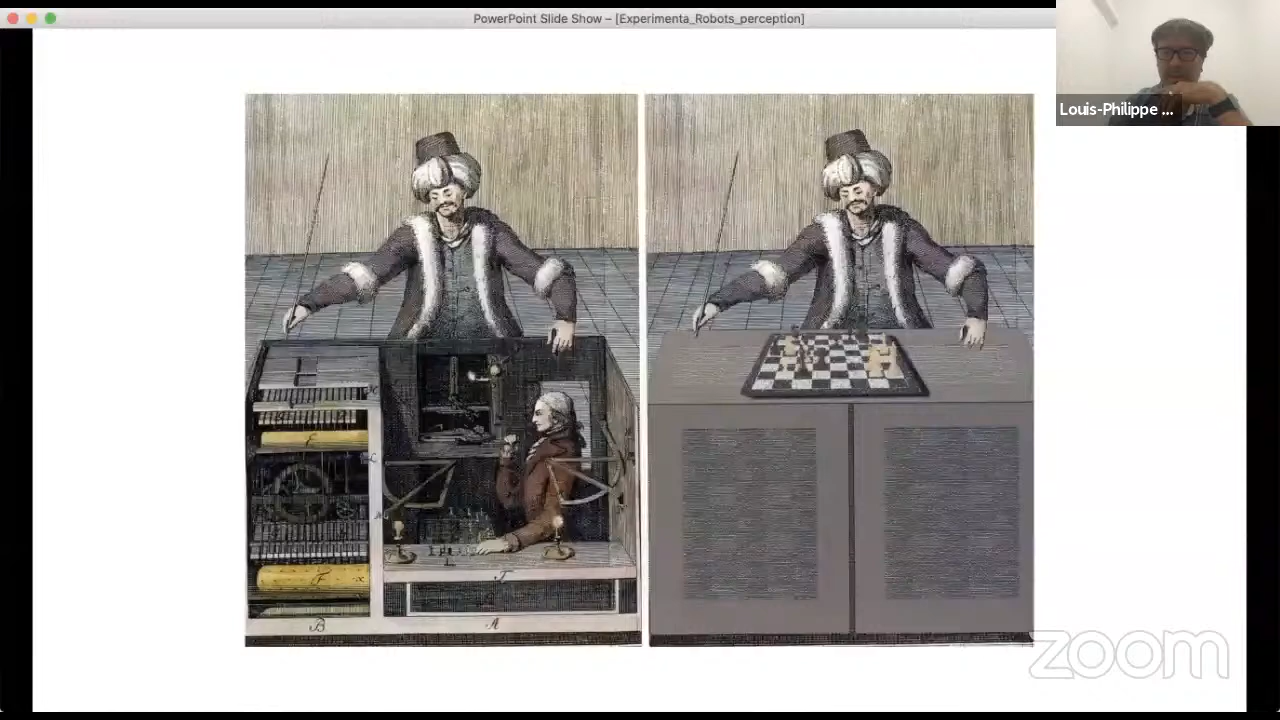 PowerPoint Slide Show – [Experimenta_Robots_perception]
Louis-Philippe ...
F
F
B
A
zoom